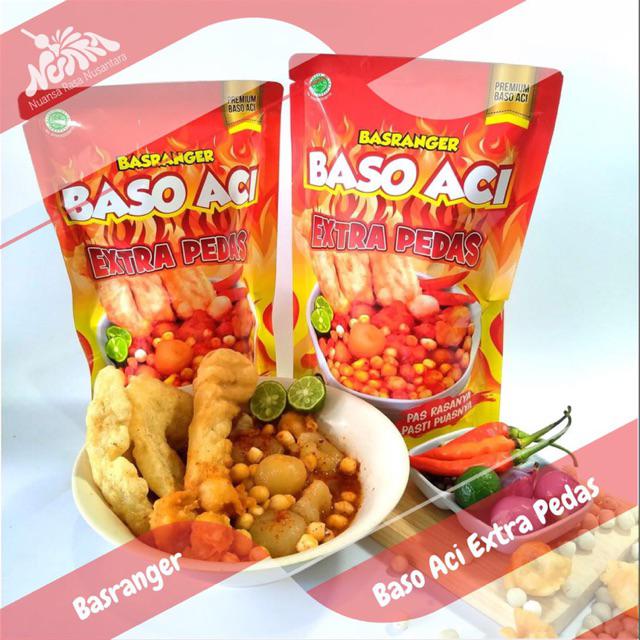 NUTRA
Nuansa Rasa Nusantara
PREMIUM
BASO ACI
BASRANGER
BASO ACI
EXTRA PEDAS
PREMIUM
BASO ACI
BASRANGER
BASO ACI
EXTRA PEDAS
PAS RASANYA
PASTI PUASNYA
Basranger
Baso Aci Extra Pedas